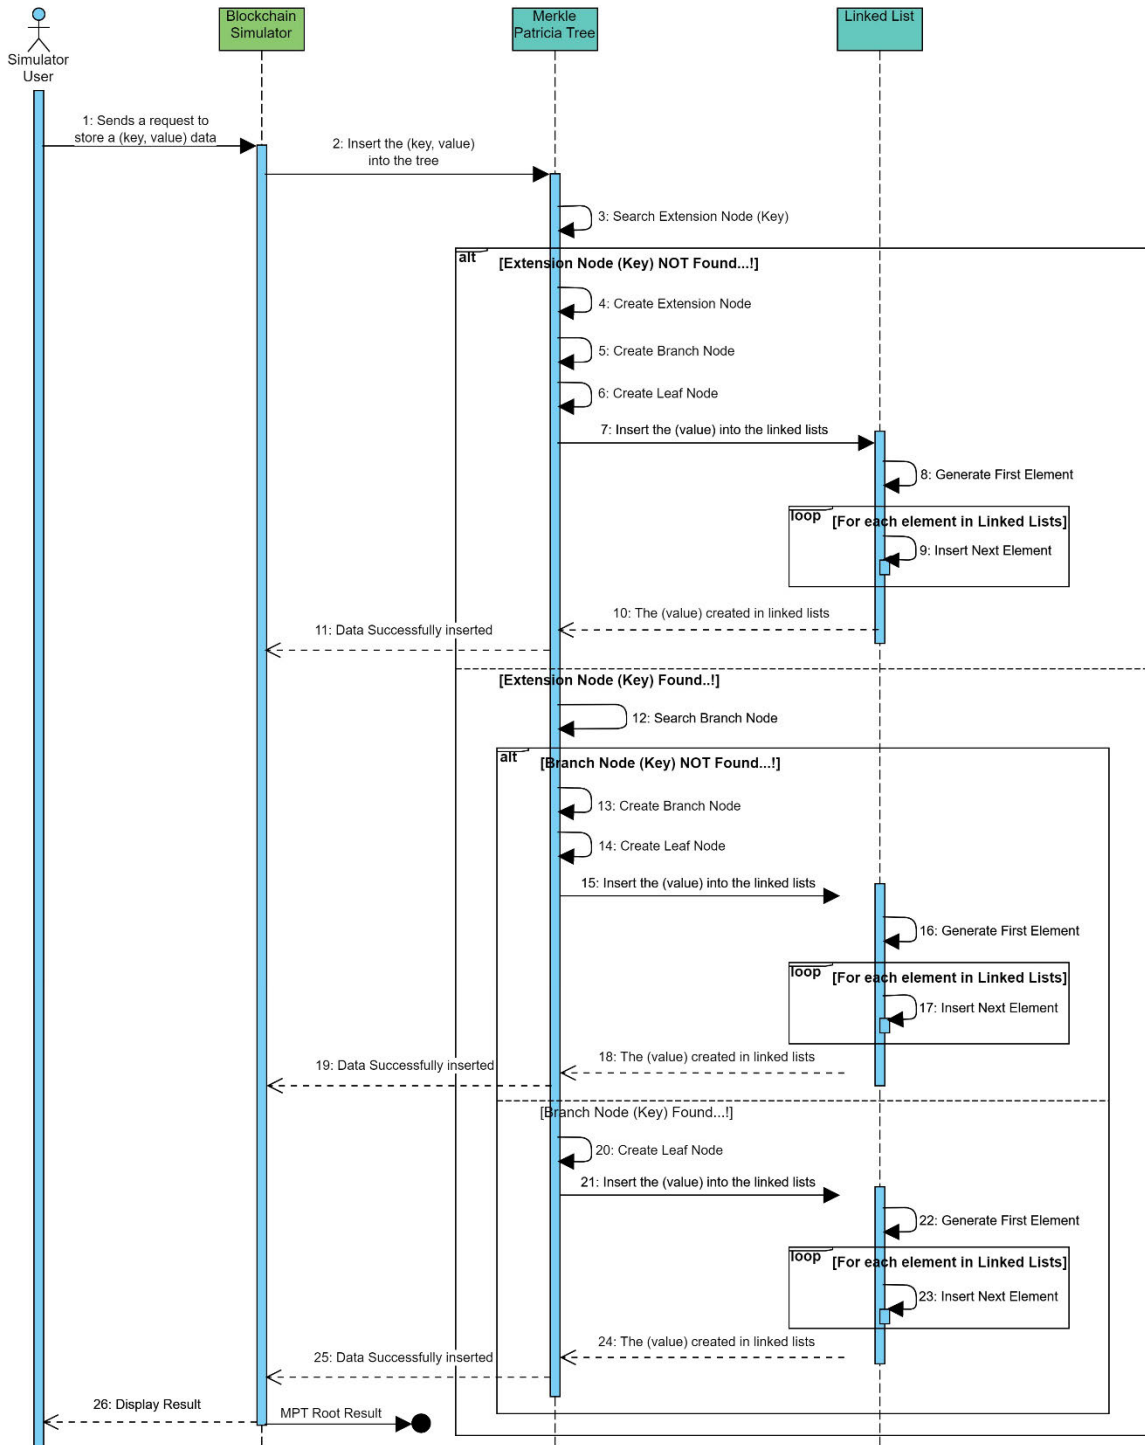 Simulator
User
Blockchain
Simulator
Merkle
Patricia Tree
Linked List
1: Sends a request to
store a (key, value) data
2: Insert the (key, value)
into the tree
3: Search Extension Node (Key)
alt
[Extension Node (Key) NOT Found...!]
4: Create Extension Node
5: Create Branch Node
6: Create Leaf Node
7: Insert the (value) into the linked lists
8: Generate First Element
loop
[For each element in Linked Lists]
9: Insert Next Element
10: The (value) created in linked lists
11: Data Successfully inserted
[Extension Node (Key) Found..!]
12: Search Branch Node
alt
[Branch Node (Key) NOT Found...!]
13: Create Branch Node
14: Create Leaf Node
15: Insert the (value) into the linked lists
16: Generate First Element
loop
[For each element in Linked Lists]
17: Insert Next Element
18: The (value) created in linked lists
19: Data Successfully inserted
[Branch Node (Key) Found...!]
20: Create Leaf Node
21: Insert the (value) into the linked lists
22: Generate First Element
loop
[For each element in Linked Lists]
23: Insert Next Element
24: The (value) created in linked lists
25: Data Successfully inserted
26: Display Result
MPT Root Result